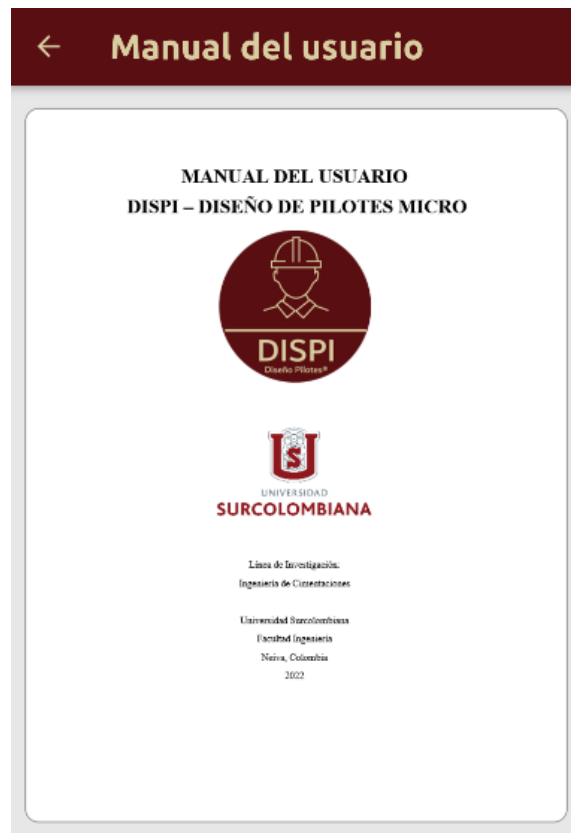 Manual del usuario
MANUAL DEL USUARIO
DISPI – DISEÑO DE PILOTES MICRO
DISPI
Diseño Pilotes®
UNIVERSIDAD
SURCOLOMBIANA
Línea de Investigación:
Ingeniería de Cimentaciones
Universidad Surcolombiana
Facultad Ingeniería
Neiva, Colombia
2022